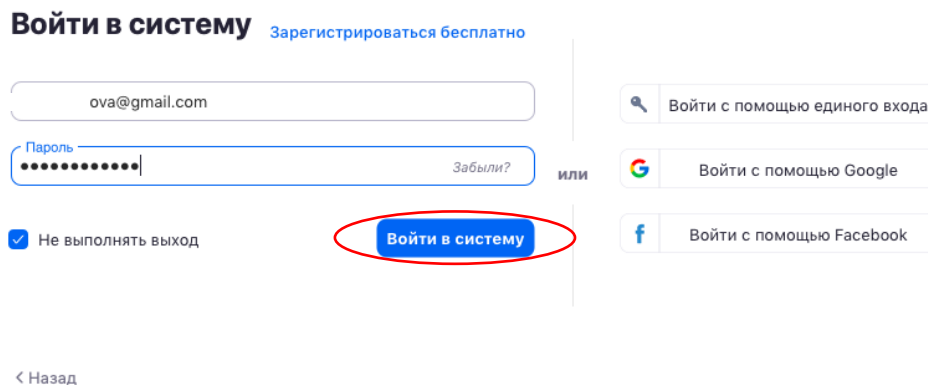 Войти в систему Зарегистрироваться бесплатно
ova@gmail.com
Пароль
•••••••••••• Забыли?
Не выполнять выход
Войти в систему
или
Войти с помощью единого входа
Войти с помощью Google
Войти с помощью Facebook
< Назад